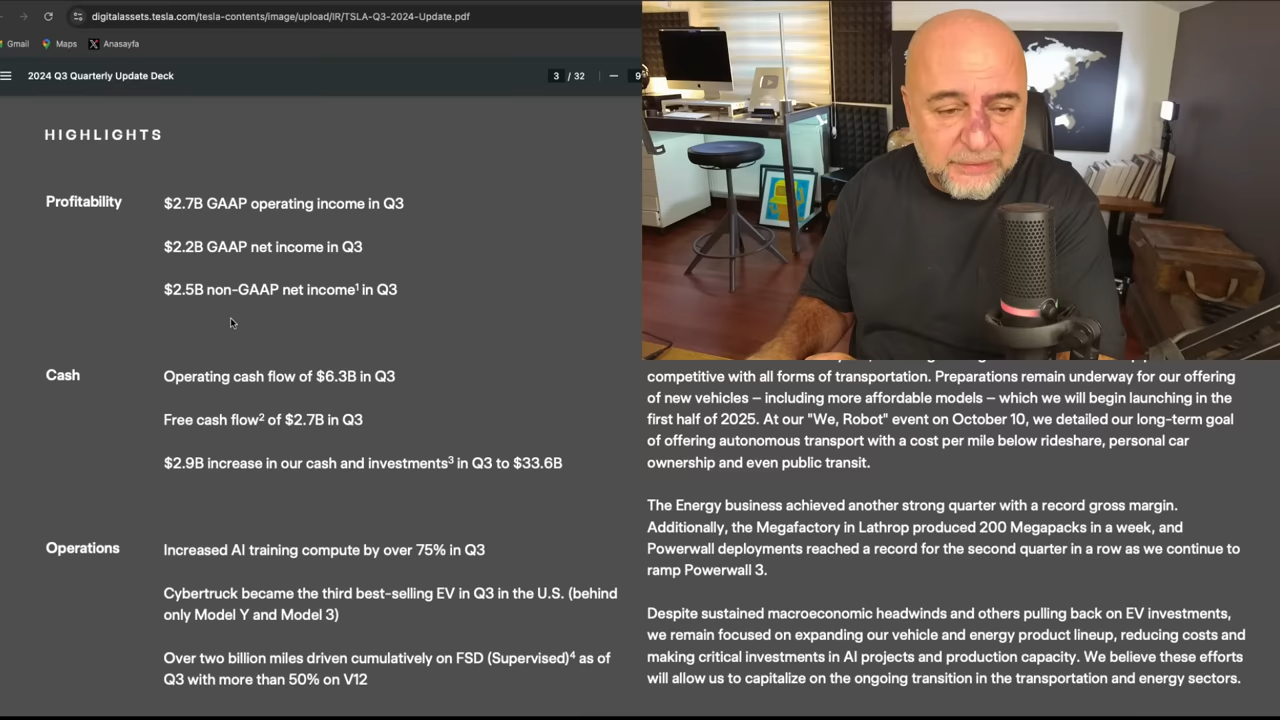 digitalassets.tesla.com/tesla-contents/image/upload/IR/TSLA-Q3-2024-Update.pdf
Gmail
Maps
Anasayfa
2024 Q3 Quarterly Update Deck
3 / 32
HIGHLIGHTS
Profitability
$2.7B GAAP operating income in Q3
$2.2B GAAP net income in Q3
$2.5B non-GAAP net income¹ in Q3
Cash
Operating cash flow of $6.3B in Q3
Free cash flow² of $2.7B in Q3
$2.9B increase in our cash and investments³ in Q3 to $33.6B
Operations
Increased AI training compute by over 75% in Q3
Cybertruck became the third best-selling EV in Q3 in the U.S. (behind
only Model Y and Model 3)
Over two billion miles driven cumulatively on FSD (Supervised)⁴ as of
Q3 with more than 50% on V12
competitive with all forms of transportation. Preparations remain underway for our offering
of new vehicles – including more affordable models – which we will begin launching in the
first half of 2025. At our "We, Robot" event on October 10, we detailed our long-term goal
of offering autonomous transport with a cost per mile below rideshare, personal car
ownership and even public transit.
The Energy business achieved another strong quarter with a record gross margin.
Additionally, the Megafactory in Lathrop produced 200 Megapacks in a week, and
Powerwall deployments reached a record for the second quarter in a row as we continue to
ramp Powerwall 3.
Despite sustained macroeconomic headwinds and others pulling back on EV investments,
we remain focused on expanding our vehicle and energy product lineup, reducing costs and
making critical investments in AI projects and production capacity. We believe these efforts
will allow us to capitalize on the ongoing transition in the transportation and energy sectors.